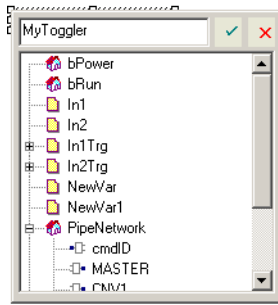 MyToggler
bPower
bRun
In1
In2
In1Trg
In2Trg
NewVar
NewVar1
PipeNetwork
cmdID
MASTER
CNV1